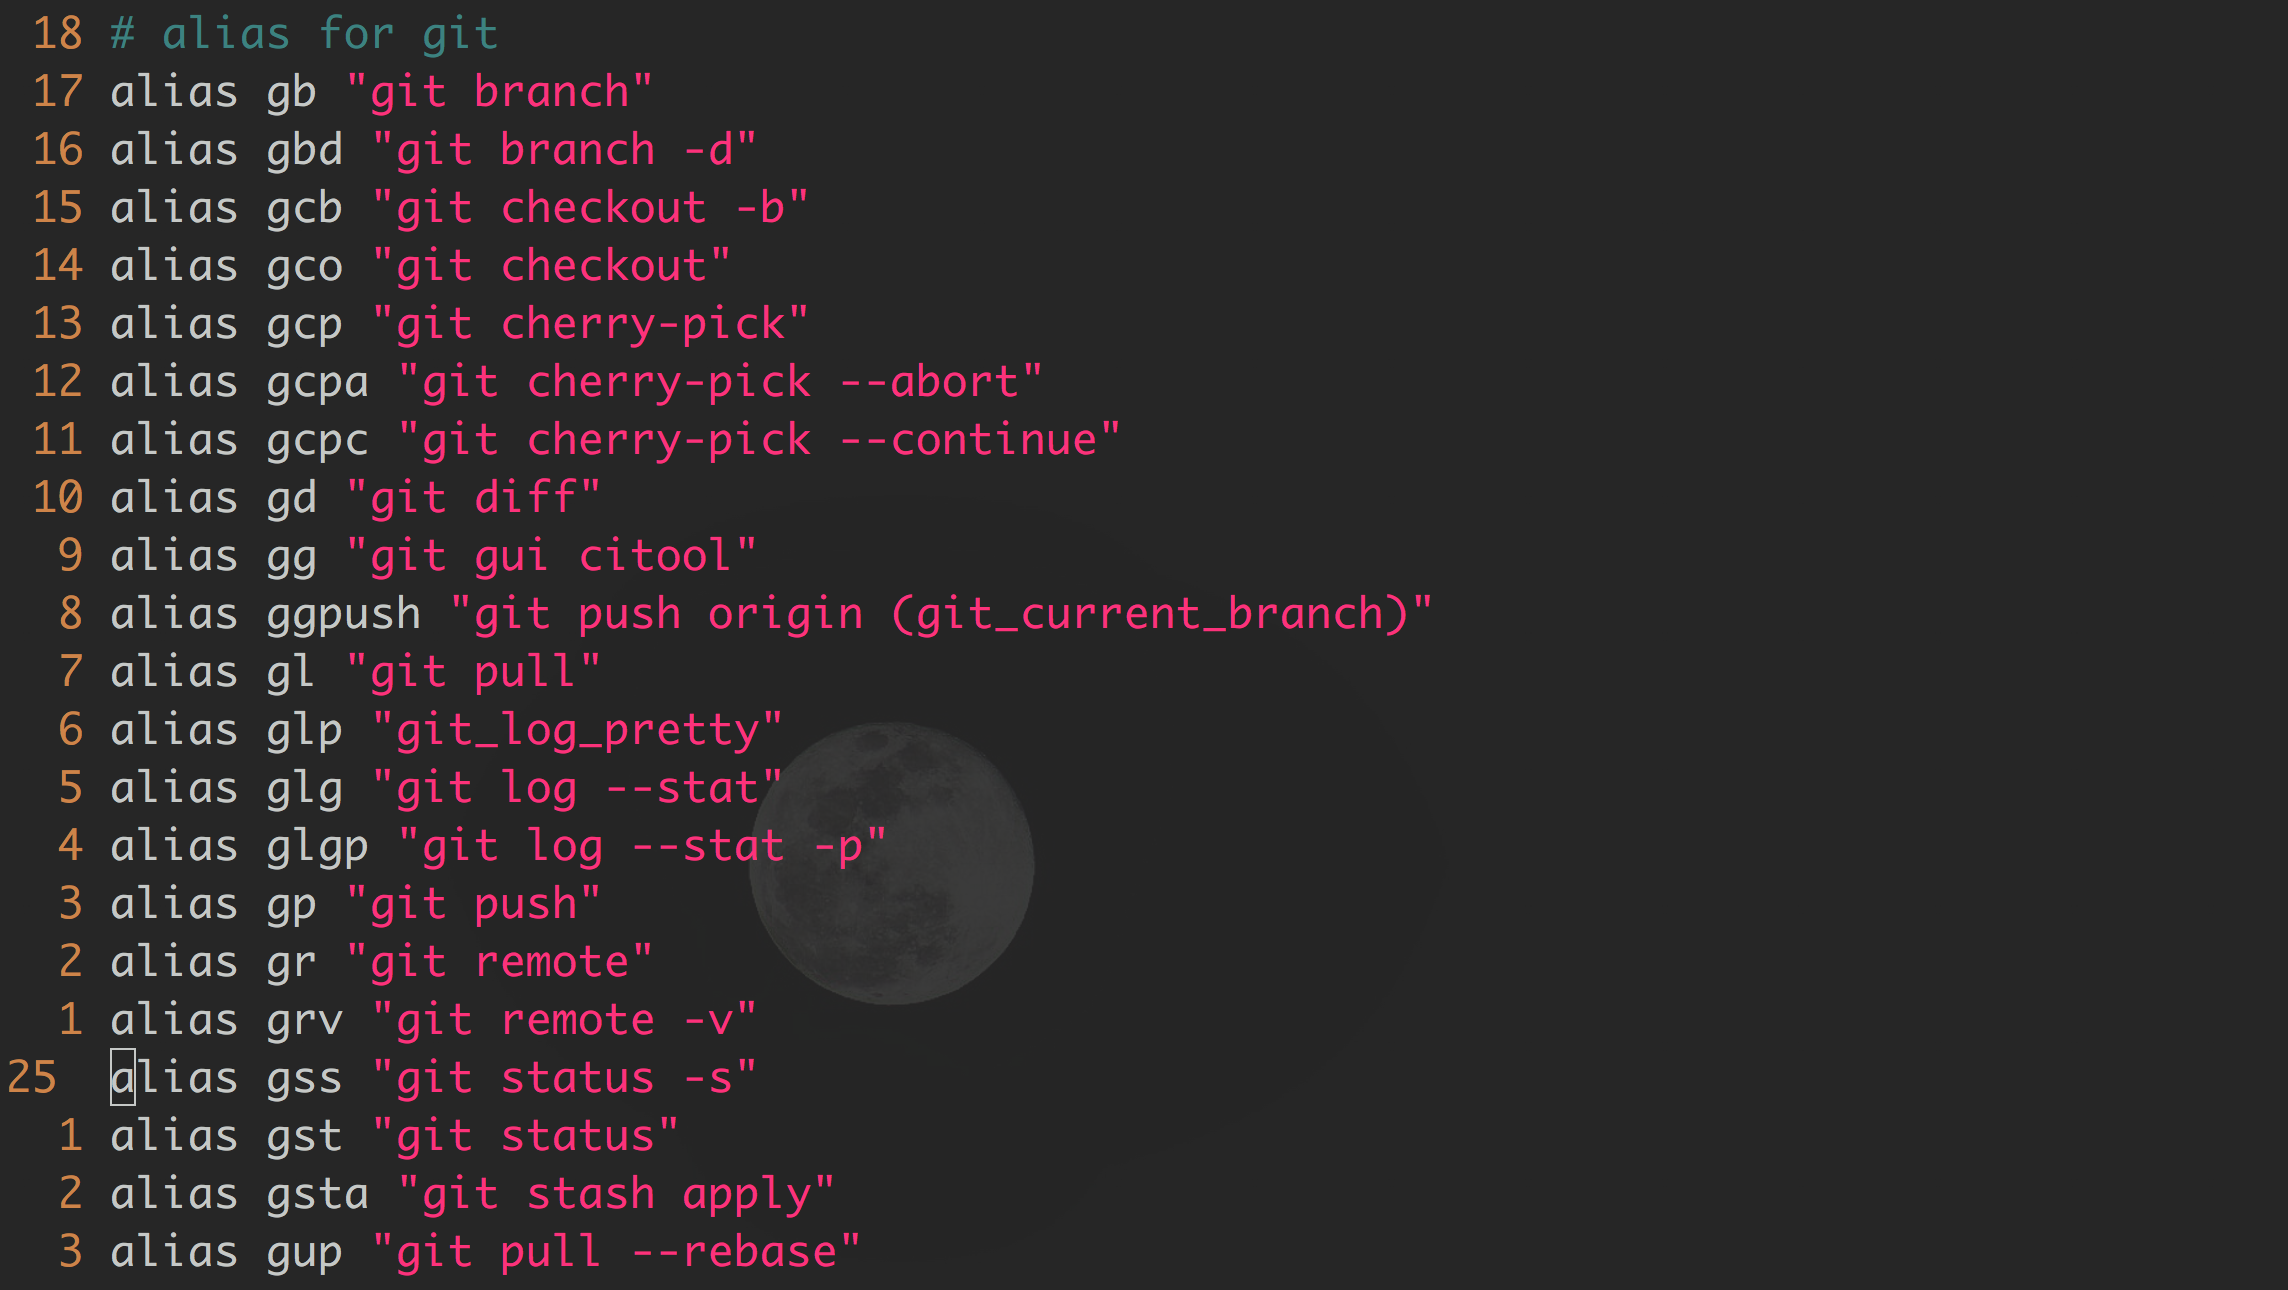 18 # alias for git
17 alias gb "git branch"
16 alias gbd "git branch -d"
15 alias gcb "git checkout -b"
14 alias gco "git checkout"
13 alias gcp "git cherry-pick"
12 alias gcpa "git cherry-pick --abort"
11 alias gcpc "git cherry-pick --continue"
10 alias gd "git diff"
9 alias gg "git gui citool"
8 alias ggpush "git push origin (git_current_branch)"
7 alias gl "git pull"
6 alias glp "git_log_pretty"
5 alias glg "git log --stat"
4 alias glgp "git log --stat -p"
3 alias gp "git push"
2 alias gr "git remote"
1 alias grv "git remote -v"
25 alias gss "git status -s"
1 alias gst "git status"
2 alias gsta "git stash apply"
3 alias gup "git pull --rebase"